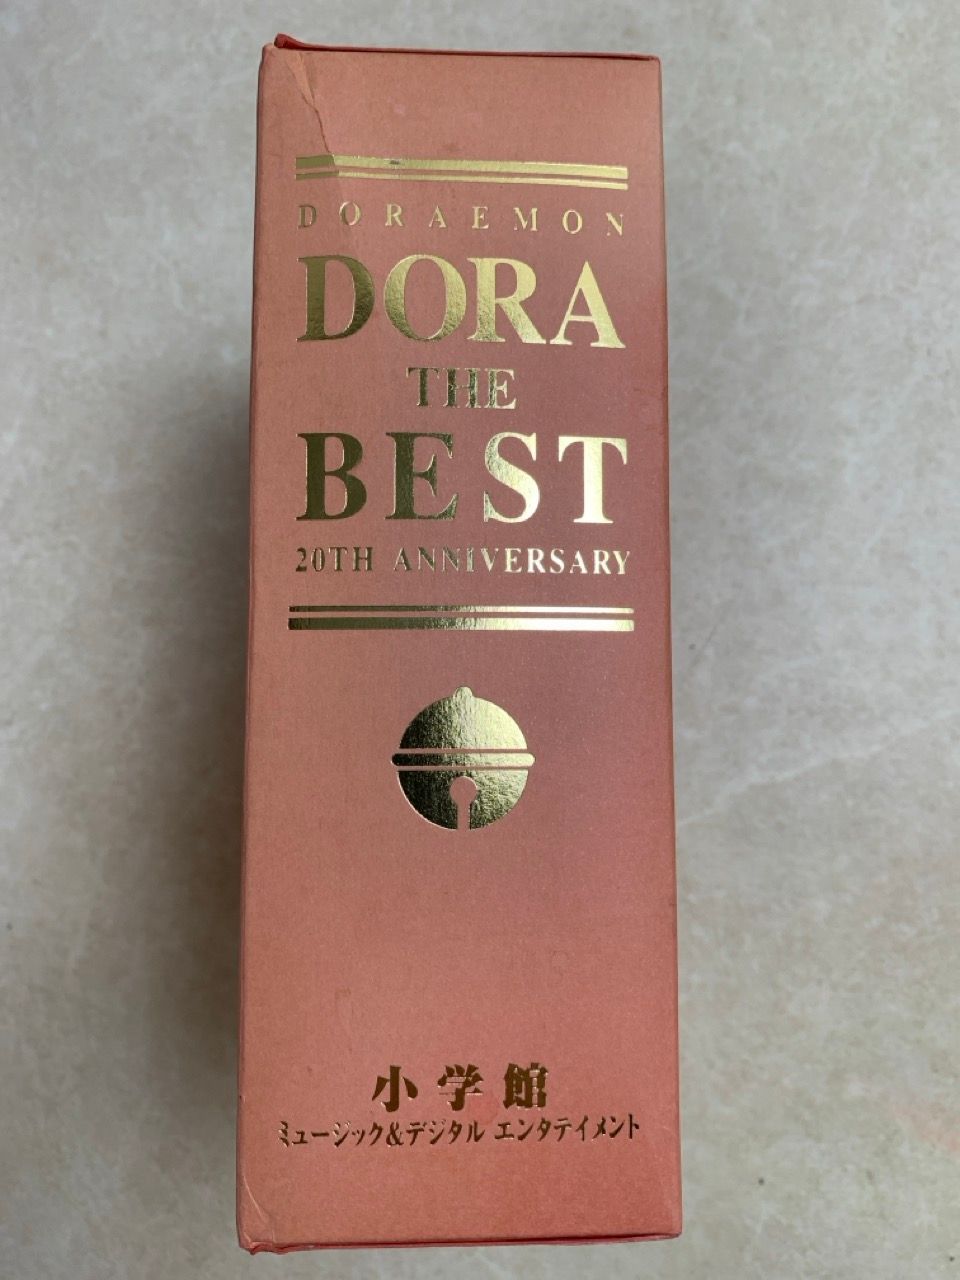 DORAEMON
DORA
THE
BEST
20TH ANNIVERSARY
小学館
ミュージック&デジタル エンタテイメント